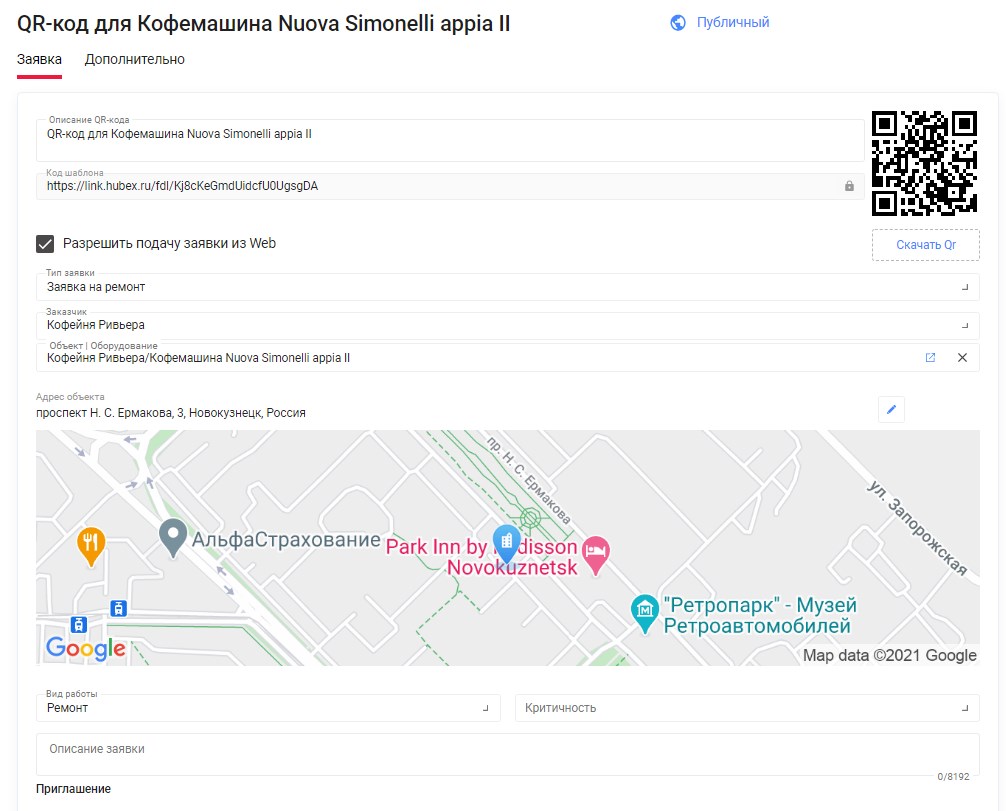 QR-код для Кофемашина Nuova Simonelli appia II
Публичный
Заявка
Дополнительно
Описание QR-кода
QR-код для Кофемашина Nuova Simonelli appia II
Код шаблона
https://link.hubex.ru/fdl/Kj8cKeGmdUidcfU0UgsgDA
Разрешить подачу заявки из Web
Скачать Qr
Тип заявки
Заявка на ремонт
Заказчик
Кофейня Ривьера
Объект | Оборудование
Кофейня Ривьера/Кофемашина Nuova Simonelli appia II
Адрес объекта
проспект Н. С. Ермакова, 3, Новокузнецк, Россия
пр. Н. С. Ермакова
ул. Запорожская
АльфаСтрахование
Park Inn by
Novokuznetsk
"Ретропарк" - Музей
Ретроавтомобилей
Google
Map data ©2021 Google
Вид работы
Ремонт
Критичность
Описание заявки
0/8192
Приглашение